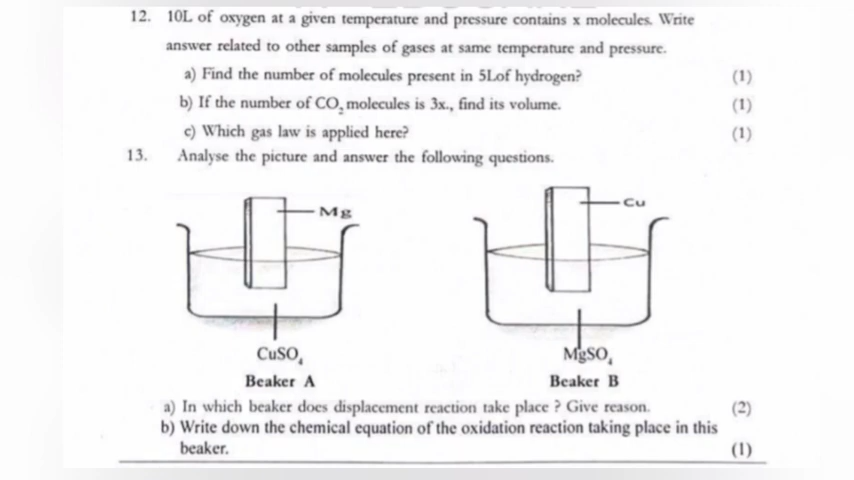 12. 10L of oxygen at a given temperature and pressure contains x molecules. Write
answer related to other samples of gases at same temperature and pressure.
a) Find the number of molecules present in 5Lof hydrogen? (1)
b) If the number of CO₂ molecules is 3x., find its volume. (1)
c) Which gas law is applied here? (1)
13. Analyse the picture and answer the following questions.
Mg
Cu
CuSO₄
MgSO₄
Beaker A
Beaker B
a) In which beaker does displacement reaction take place ? Give reason. (2)
b) Write down the chemical equation of the oxidation reaction taking place in this
beaker. (1)